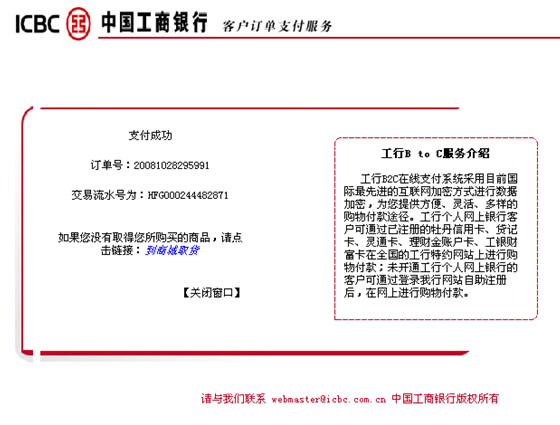 ICBC 中国工商银行 客户订单支付服务
支付成功
订单号：20081028295991
交易流水号为：HFG000244482871
如果您没有取得您所购买的商品，请点
击链接：到商城取货
【关闭窗口】
工行B to C服务介绍
工行B2C在线支付系统采用目前国
际最先进的互联网加密方式进行数据
加密，为您提供方便、灵活、多样的
购物付款途径。工行个人网上银行客
户可通过已注册的牡丹信用卡、贷记
卡、灵通卡、理财金账户卡、工银财
富卡在全国的工行特约网站上进行购
物付款；未开通工行个人网上银行的
客户可通过登录我行网站自助注册
后，在网上进行购物付款。
请与我们联系 webmaster@icbc.com.cn 中国工商银行版权所有